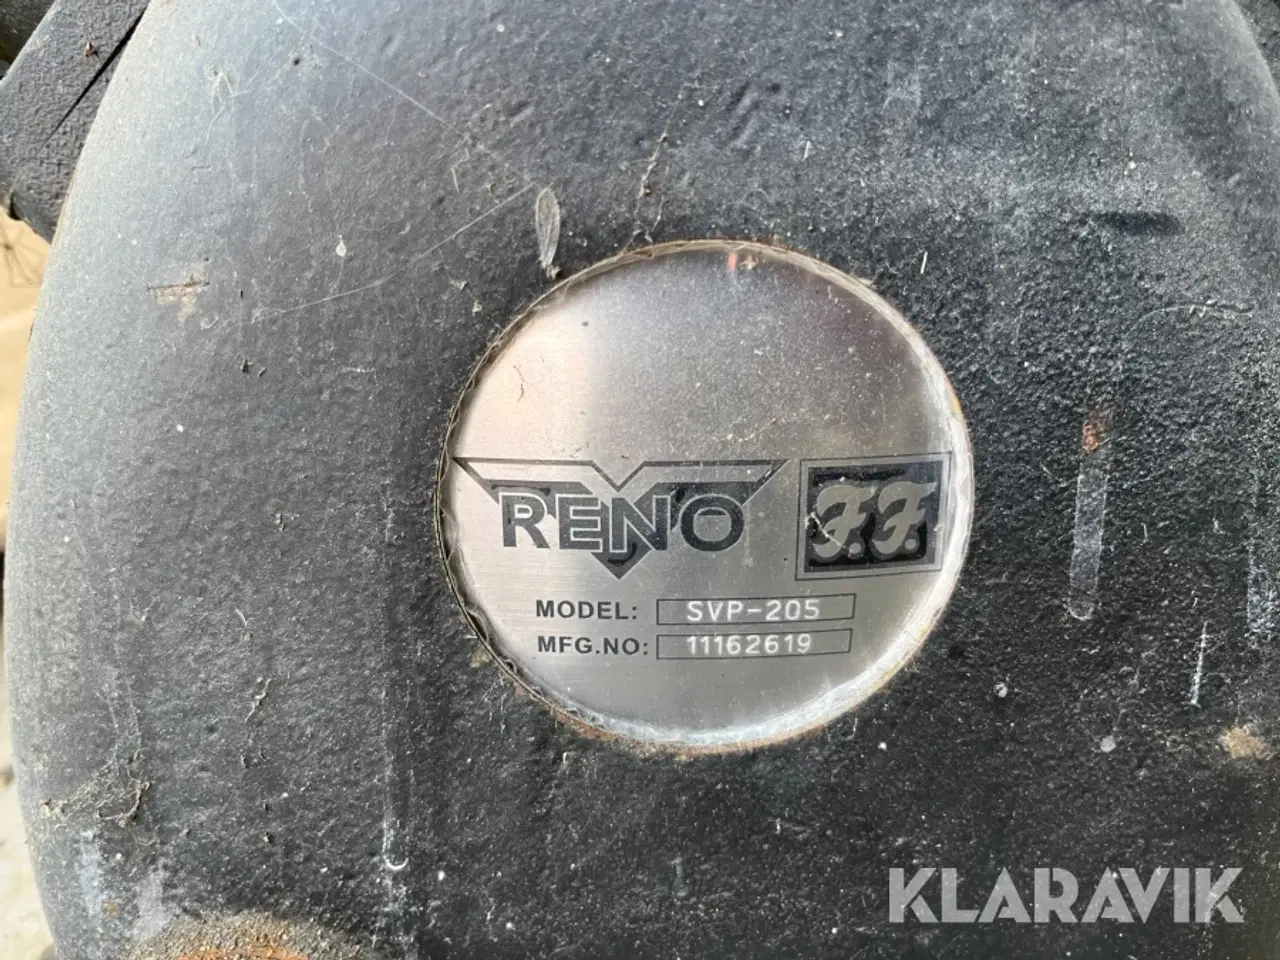 RENO F.F.
MODEL: SVP-205
MFG.NO: 11162619
KLARAVIK